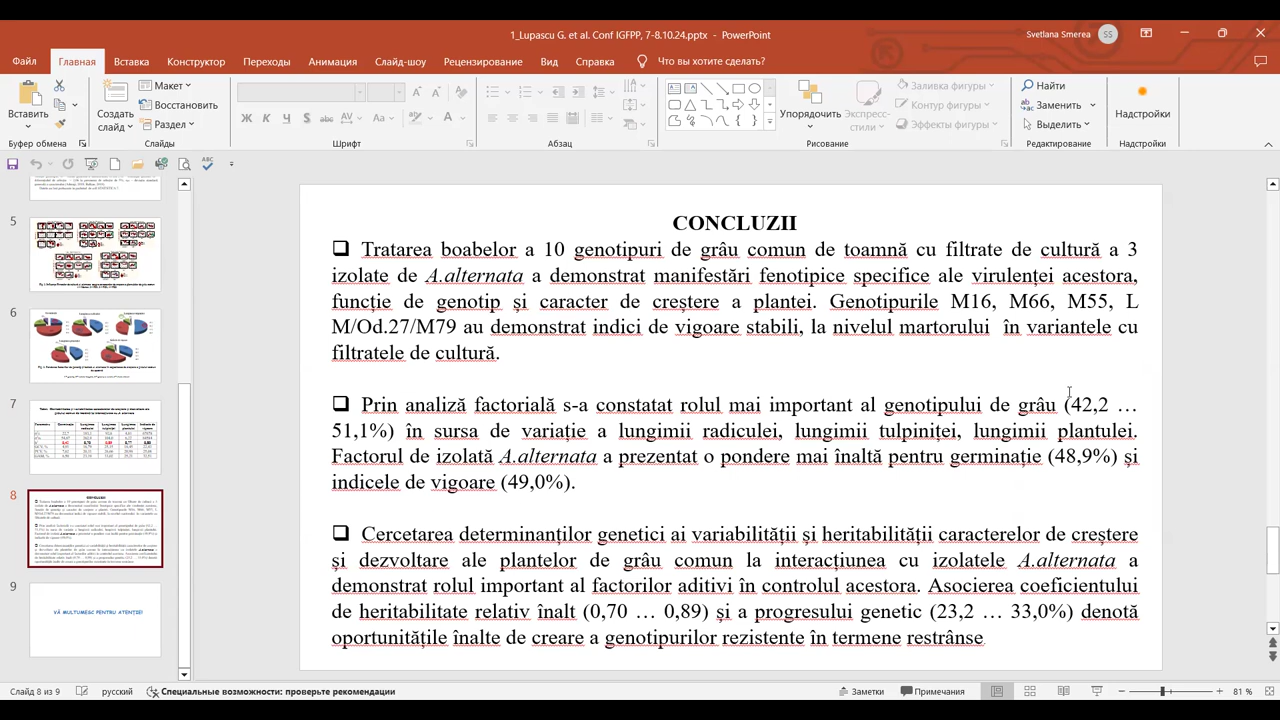 1_Lupascu G. et al. Conf IGFPP, 7-8.10.24.pptx - PowerPoint
Svetlana Smerea
SS
Файл Главная Вставка Конструктор Переходы Анимация Слайд-шоу Рецензирование Вид Справка Что вы хотите сделать?
Вставить
Буфер обмена
Создать слайд
Макет
Восстановить
Раздел
Слайды
Ж К Ч S abc AV Aa А
Шрифт
Абзац
Упорядочить
Экспресс-стили
Заливка фигуры
Контур фигуры
Эффекты фигуры
Рисование
Найти
Заменить
Выделить
Редактирование
Настройки
Настройки
5
6
7
8
9
VĂ MULȚUMESC PENTRU ATENȚIE!
CONCLUZII
Tratarea boabelor a 10 genotipuri de grâu comun de toamnă cu filtrate de cultură a 3
izolate de A.alternata a demonstrat manifestări fenotipice specifice ale virulenței acestora,
funcție de genotip și caracter de creștere a plantei. Genotipurile M16, M66, M55, L
M/Od.27/M79 au demonstrat indici de vigoare stabili, la nivelul martorului în variantele cu
filtratele de cultură.
Prin analiză factorială s-a constatat rolul mai important al genotipului de grâu (42,2 …
51,1%) în sursa de variație a lungimii radiculei, lunginii tulpiniței, lungimii plantulei.
Factorul de izolată A.alternata a prezentat o pondere mai înaltă pentru germinație (48,9%) și
indicele de vigoare (49,0%).
Cercetarea determinanților genetici ai variabilității și heritabilității caracterelor de creștere
și dezvoltare ale plantelor de grâu comun la interacțiunea cu izolatele A.alternata a
demonstrat rolul important al factorilor aditivi în controlul acestora. Asocierea coeficientului
de heritabilitate relativ înalt (0,70 … 0,89) și a progresului genetic (23,2 … 33,0%) denotă
oportunitățile înalte de creare a genotipurilor rezistente în termene restrânse
Слайд 8 из 9 русский Специальные возможности: проверьте рекомендации Заметки Примечания 81 %